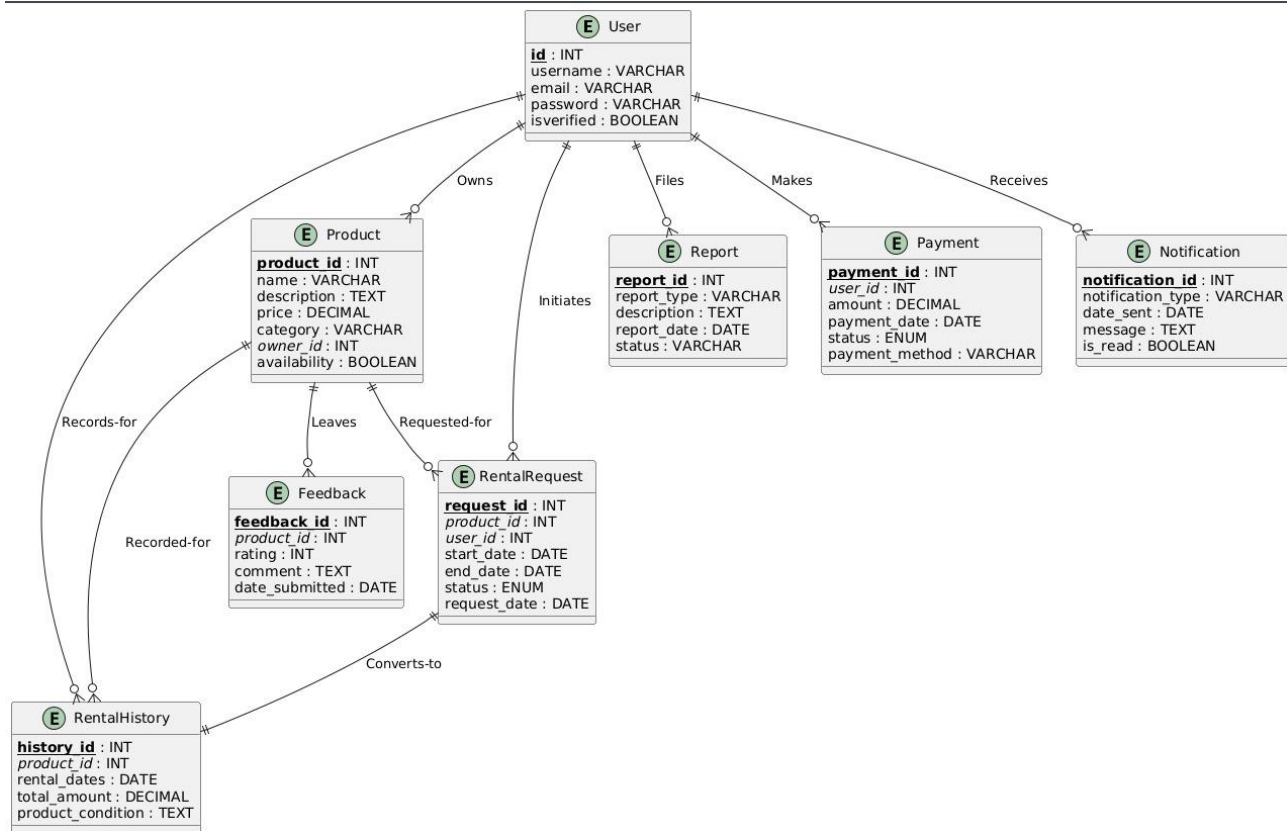 E User
id : INT
username : VARCHAR
email : VARCHAR
password : VARCHAR
isverified : BOOLEAN
Owns
Files
Makes
Receives
E Product
product_id : INT
name : VARCHAR
description : TEXT
price : DECIMAL
category : VARCHAR
owner_id : INT
availability : BOOLEAN
Initiates
E Report
report_id : INT
report_type : VARCHAR
description : TEXT
report_date : DATE
status : VARCHAR
E Payment
payment_id : INT
user_id : INT
amount : DECIMAL
payment_date : DATE
status : ENUM
payment_method : VARCHAR
E Notification
notification_id : INT
notification_type : VARCHAR
date_sent : DATE
message : TEXT
is_read : BOOLEAN
Records-for
Leaves
Requested-for
Recorded-for
E Feedback
feedback_id : INT
product_id : INT
rating : INT
comment : TEXT
date_submitted : DATE
E RentalRequest
request_id : INT
product_id : INT
user_id : INT
start_date : DATE
end_date : DATE
status : ENUM
request_date : DATE
Converts-to
E RentalHistory
history_id : INT
product_id : INT
rental_dates : DATE
total_amount : DECIMAL
product_condition : TEXT